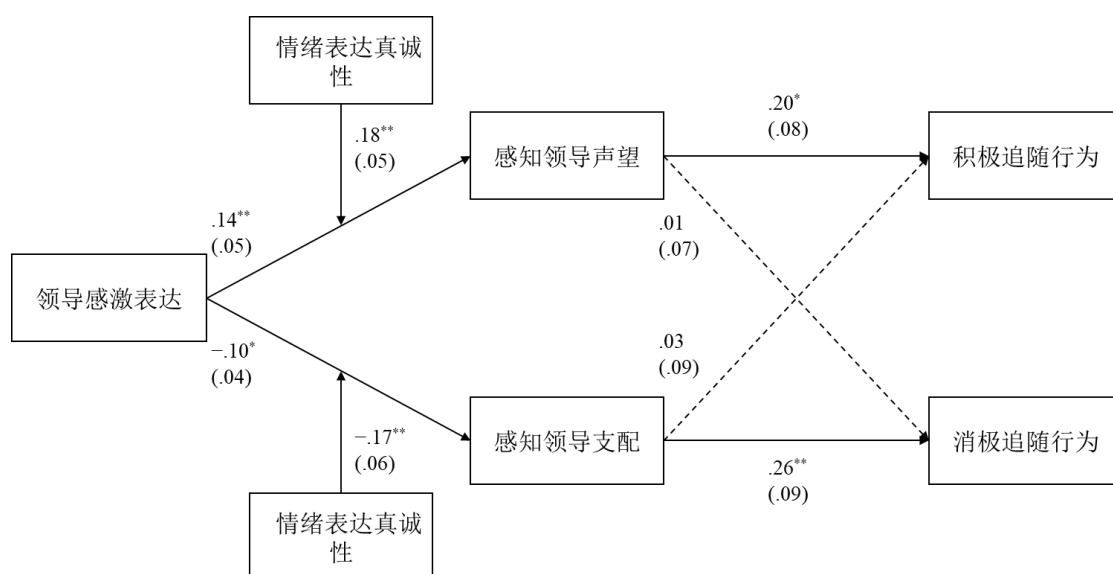 情绪表达真诚
性
.18**
(.05)
感知领导声望
.20*
(.08)
积极追随行为
.14**
(.05)
.01
(.07)
领导感激表达
−.10*
(.04)
.03
(.09)
−.17**
(.06)
感知领导支配
.26**
(.09)
消极追随行为
情绪表达真诚
性